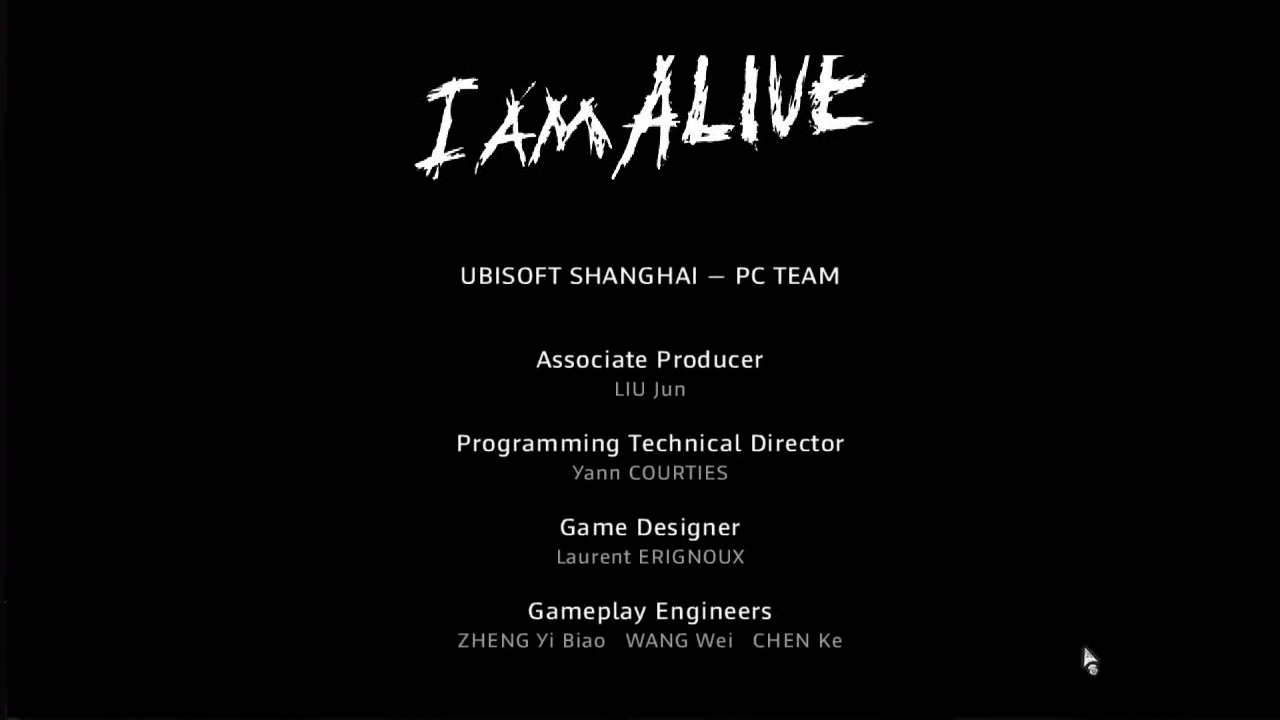 I AM ALIVE
UBISOFT SHANGHAI — PC TEAM
Associate Producer
LIU Jun
Programming Technical Director
Yann COURTIES
Game Designer
Laurent ERIGNOUX
Gameplay Engineers
ZHENG Yi Biao WANG Wei CHEN Ke